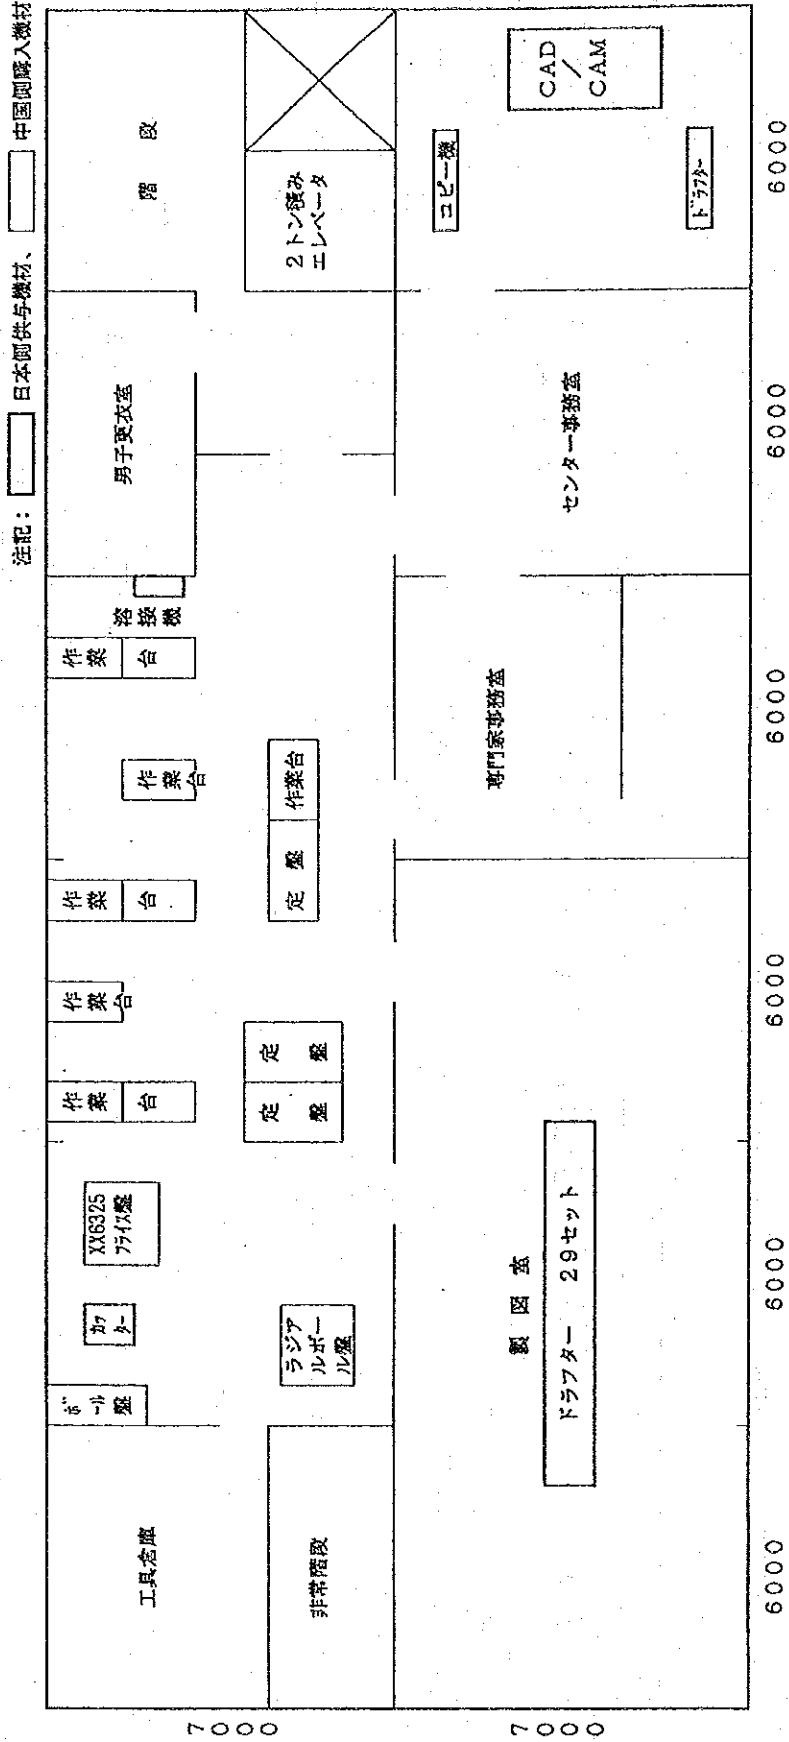 注記： 日本側供与機材、 中国側購入機材
工具倉庫
非常階段
ボール
盤
カッ
ター
XX6325
フライス盤
ラジア
ルボー
ル盤
作業
台
作業
台
作業
台
作業
台
作業
台
定 盤
定 盤
定 盤
作業台
溶接機
男子更衣室
階 段
2トン積み
エレベータ
製 図 室
ドラフター 29セット
専門家事務室
センター事務室
コピー機
CAD
／
CAM
ドラフター
7000
7000
6000
6000
6000
6000
6000
6000